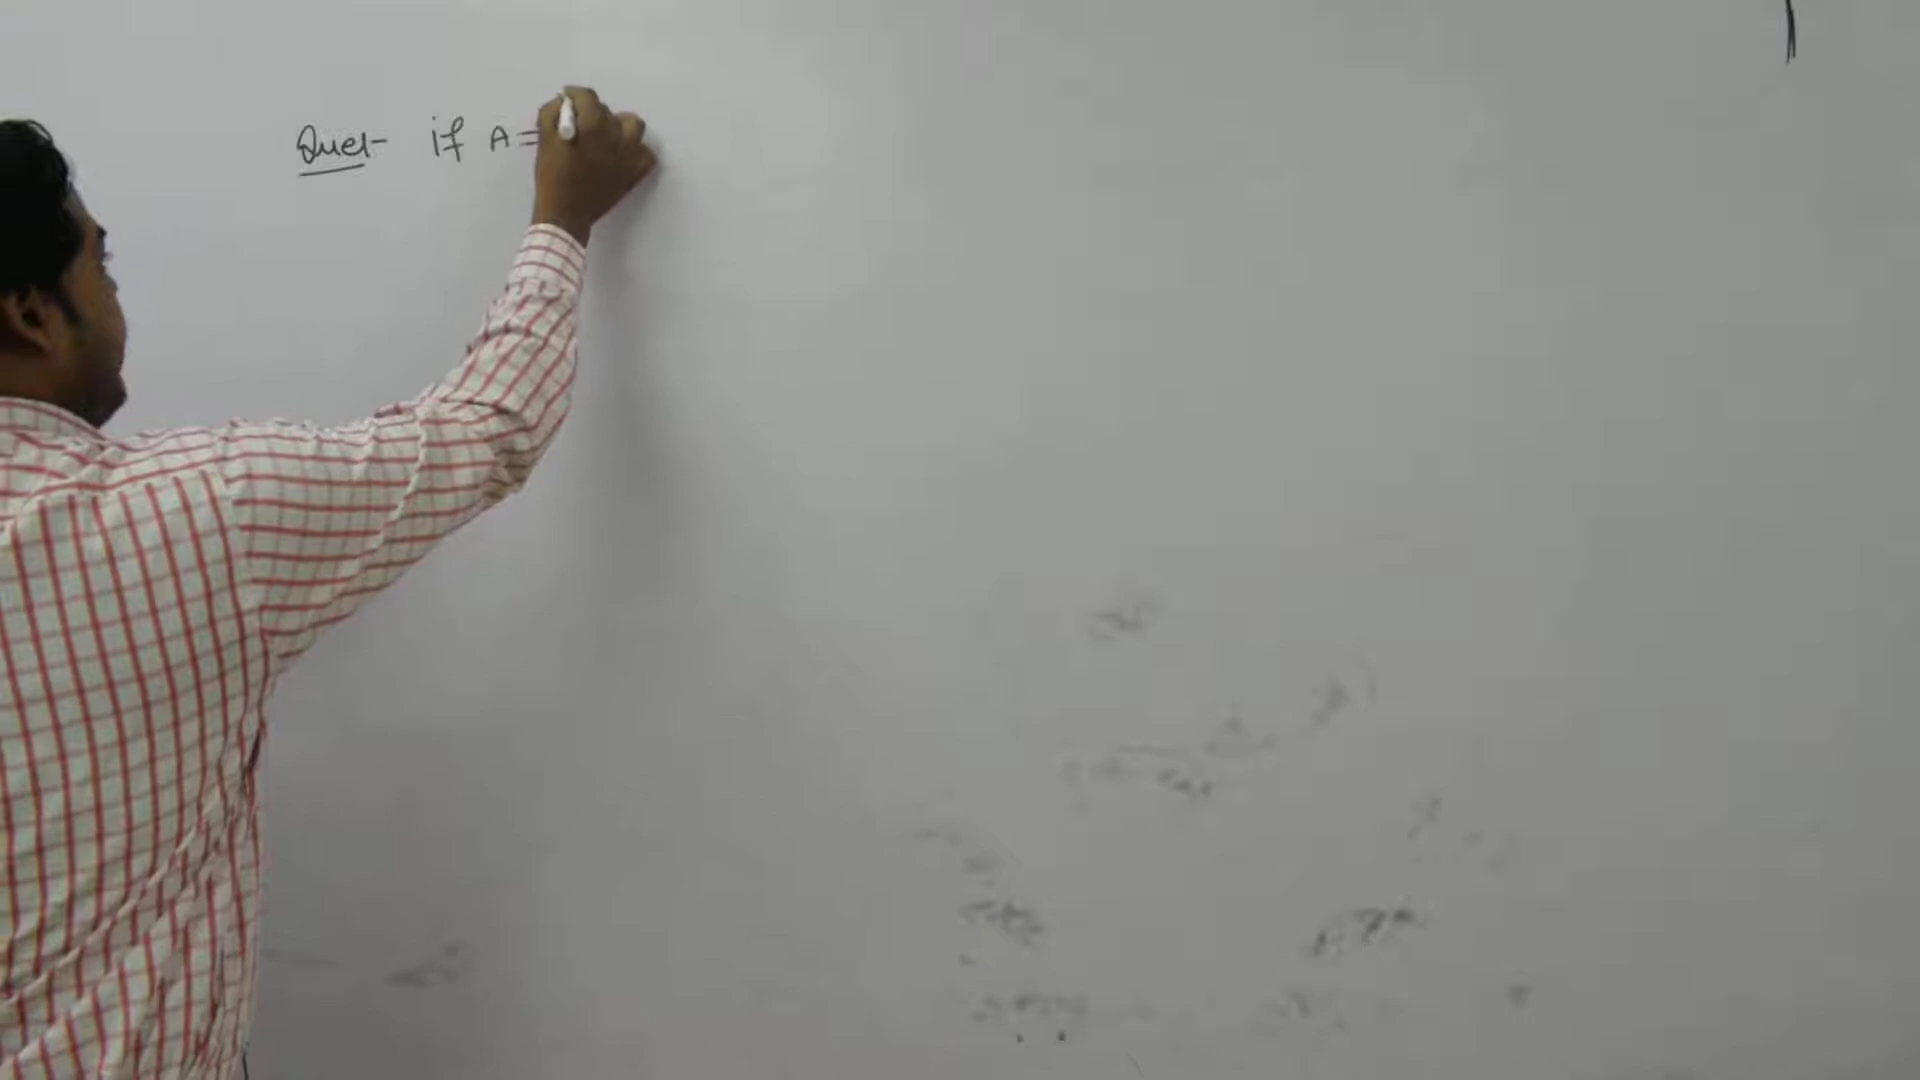 Ques- if A=